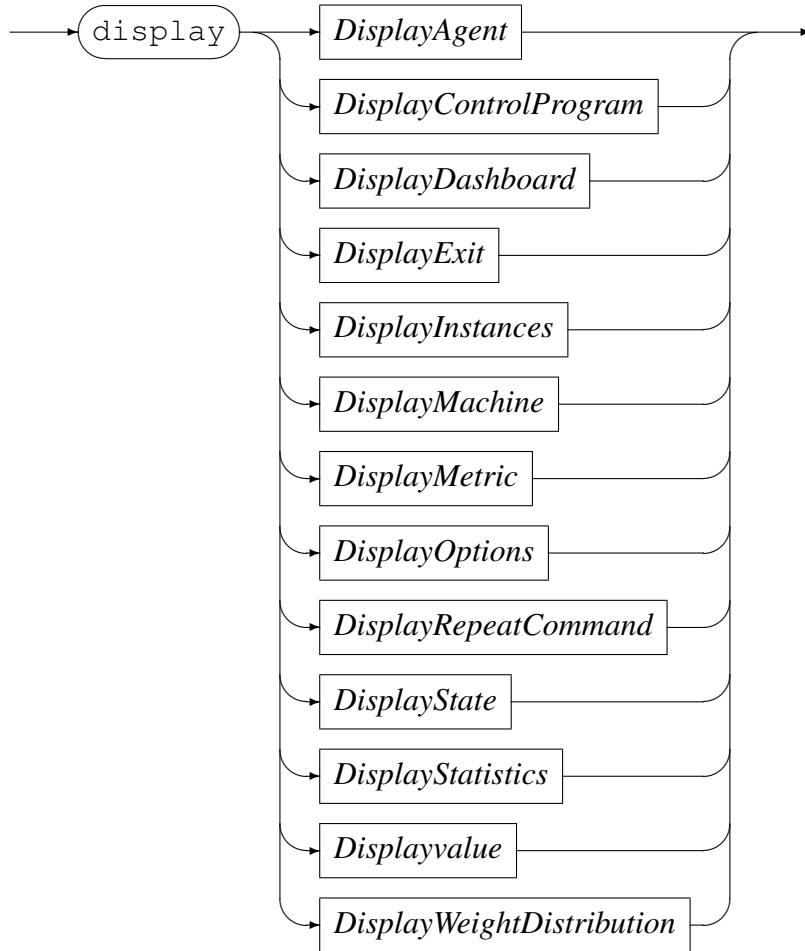 display DisplayAgent
DisplayControlProgram
DisplayDashboard
DisplayExit
DisplayInstances
DisplayMachine
DisplayMetric
DisplayOptions
DisplayRepeatCommand
DisplayState
DisplayStatistics
Displayvalue
DisplayWeightDistribution